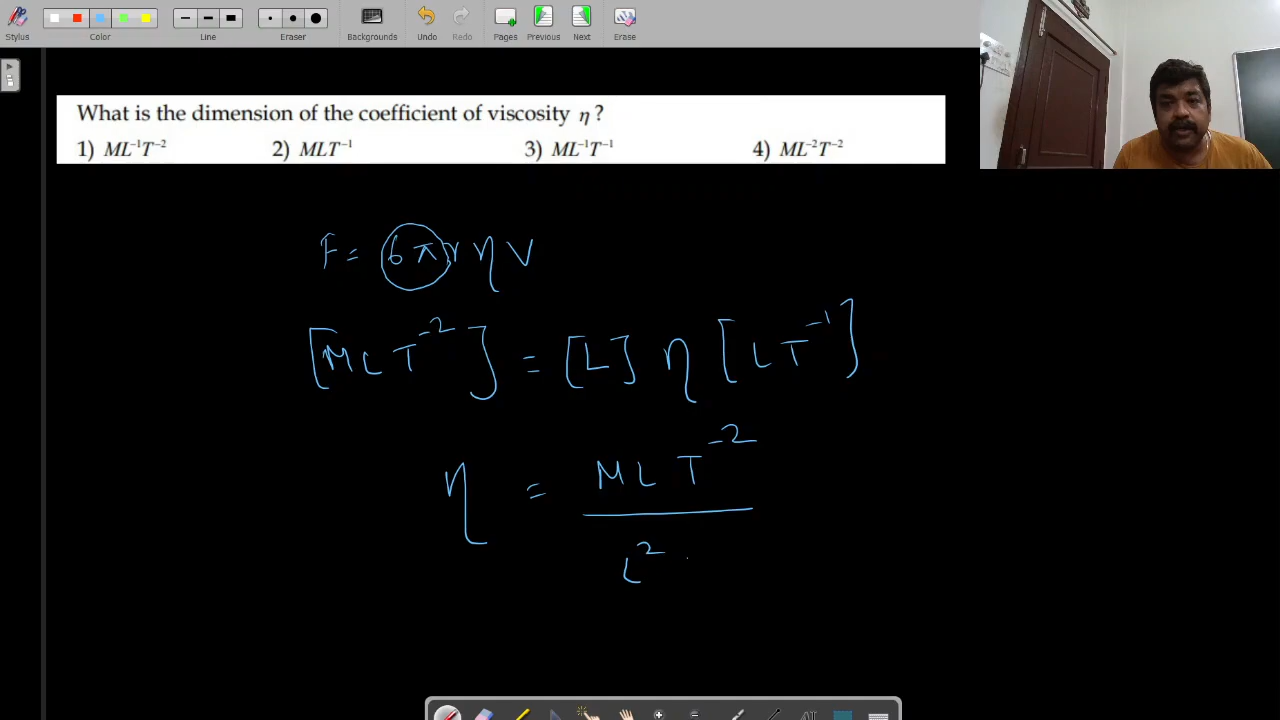 Stylus Color Line Eraser Backgrounds Undo Redo Pages Previous Next Erase
What is the dimension of the coefficient of viscosity η ?
1) ML⁻¹T⁻² 2) MLT⁻¹ 3) ML⁻¹T⁻¹ 4) ML⁻²T⁻²
F = 6π r η V
[MLT⁻²] = [L] η [LT⁻¹]
η = MLT⁻²
L²